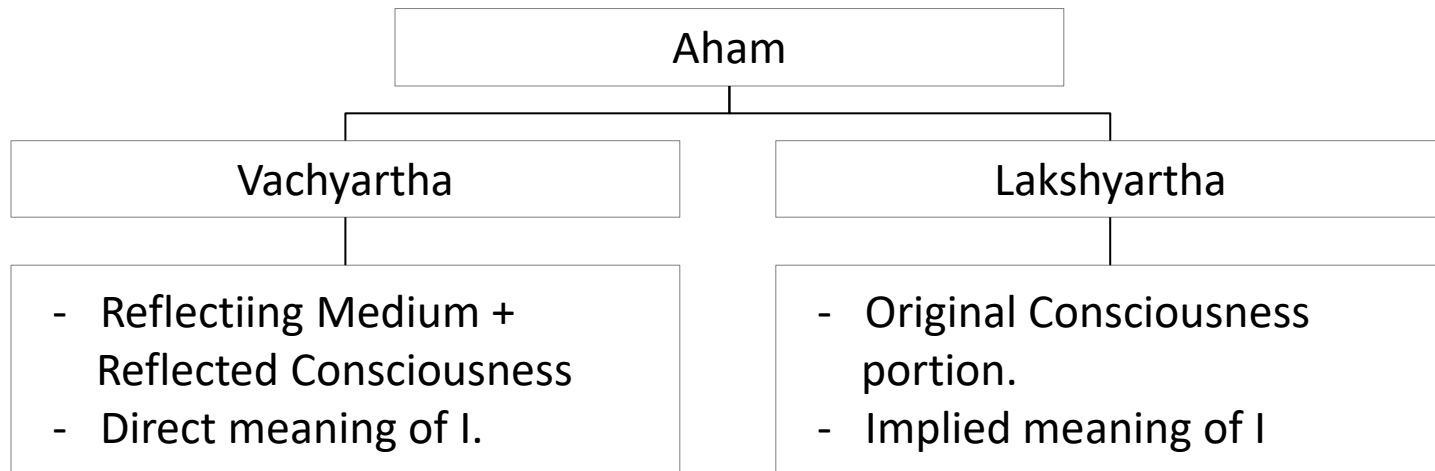 Aham
Vachyartha
- Reflectiing Medium +
Reflected Consciousness
- Direct meaning of I.
Lakshyartha
- Original Consciousness
portion.
- Implied meaning of I